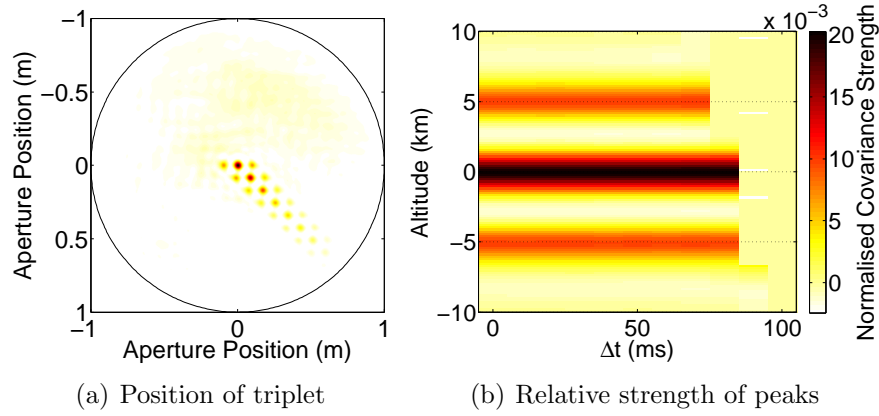 −1
−0.5
0
0.5
1
−1
0
1
Aperture Position (m)
Aperture Position (m)
(a) Position of triplet
10
5
0
−5
−10
Altitude (km)
0
50
100
Δt (ms)
x 10⁻³
20
15
10
5
0
Normalised Covariance Strength
(b) Relative strength of peaks